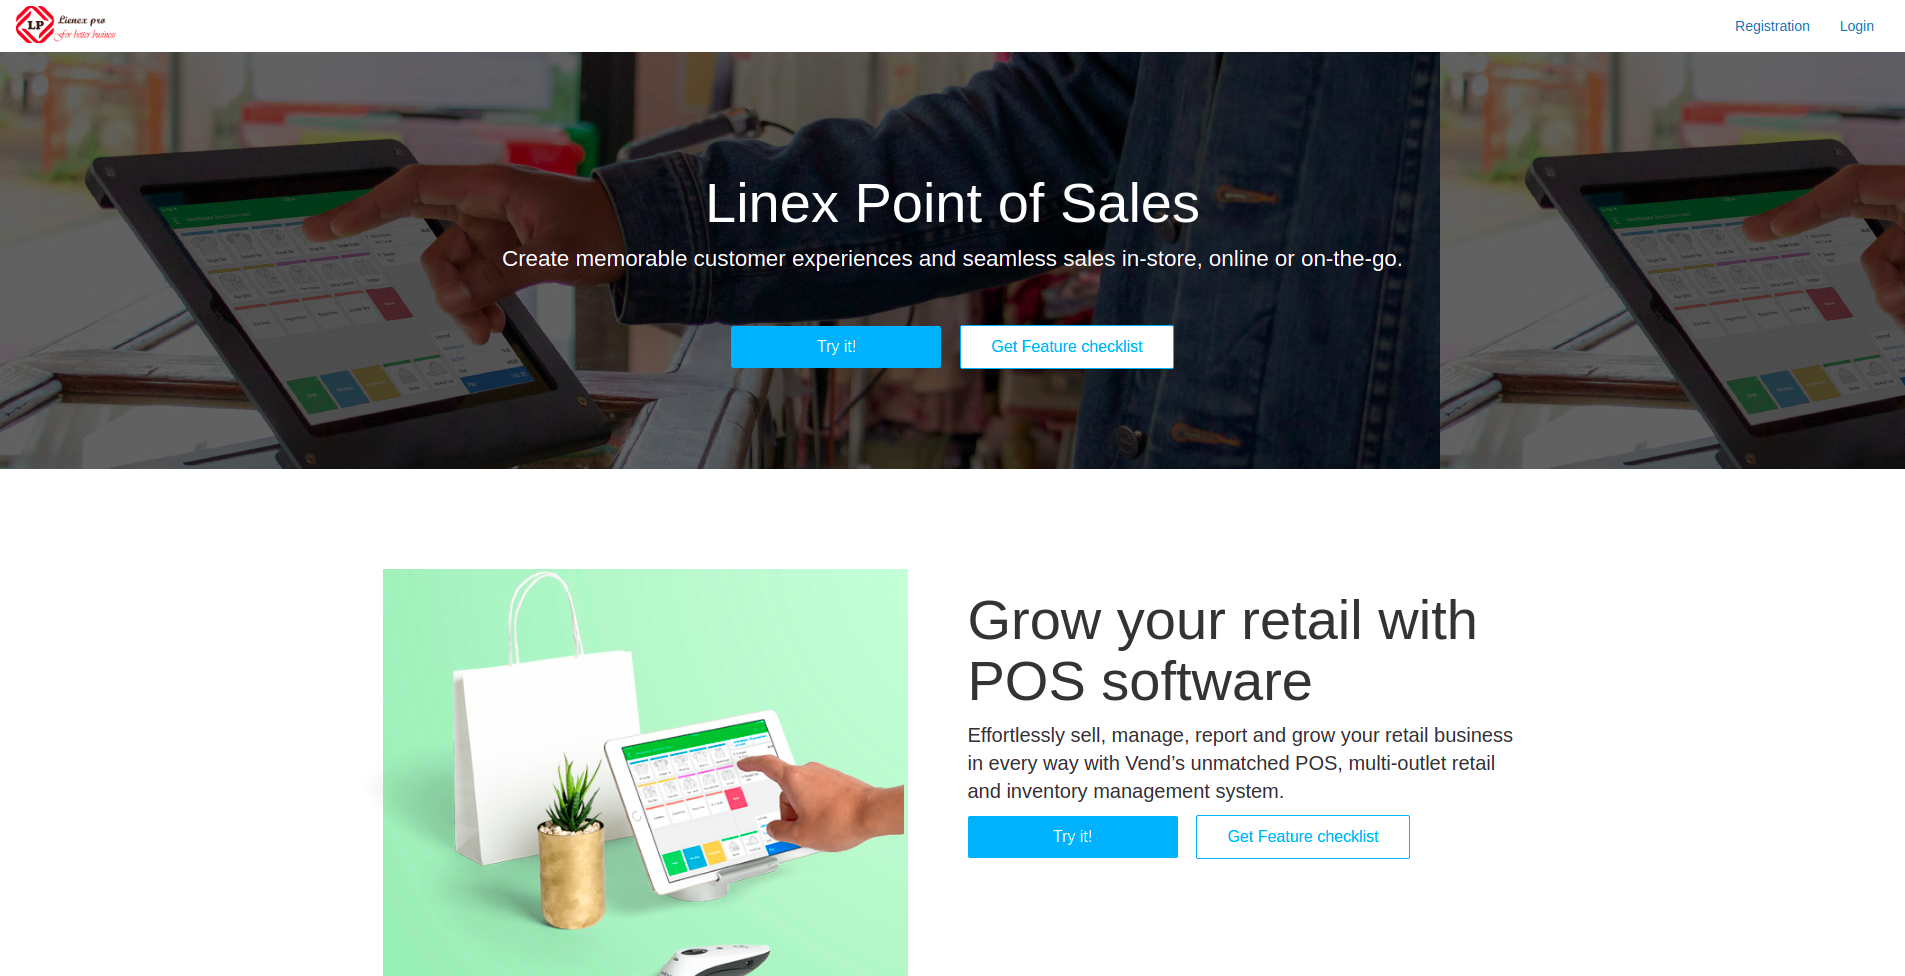 LP
Lienex pro
For better business
Registration
Login
Linex Point of Sales
Create memorable customer experiences and seamless sales in-store, online or on-the-go.
Try it!
Get Feature checklist
Grow your retail with
POS software
Effortlessly sell, manage, report and grow your retail business
in every way with Vend’s unmatched POS, multi-outlet retail
and inventory management system.
Try it!
Get Feature checklist